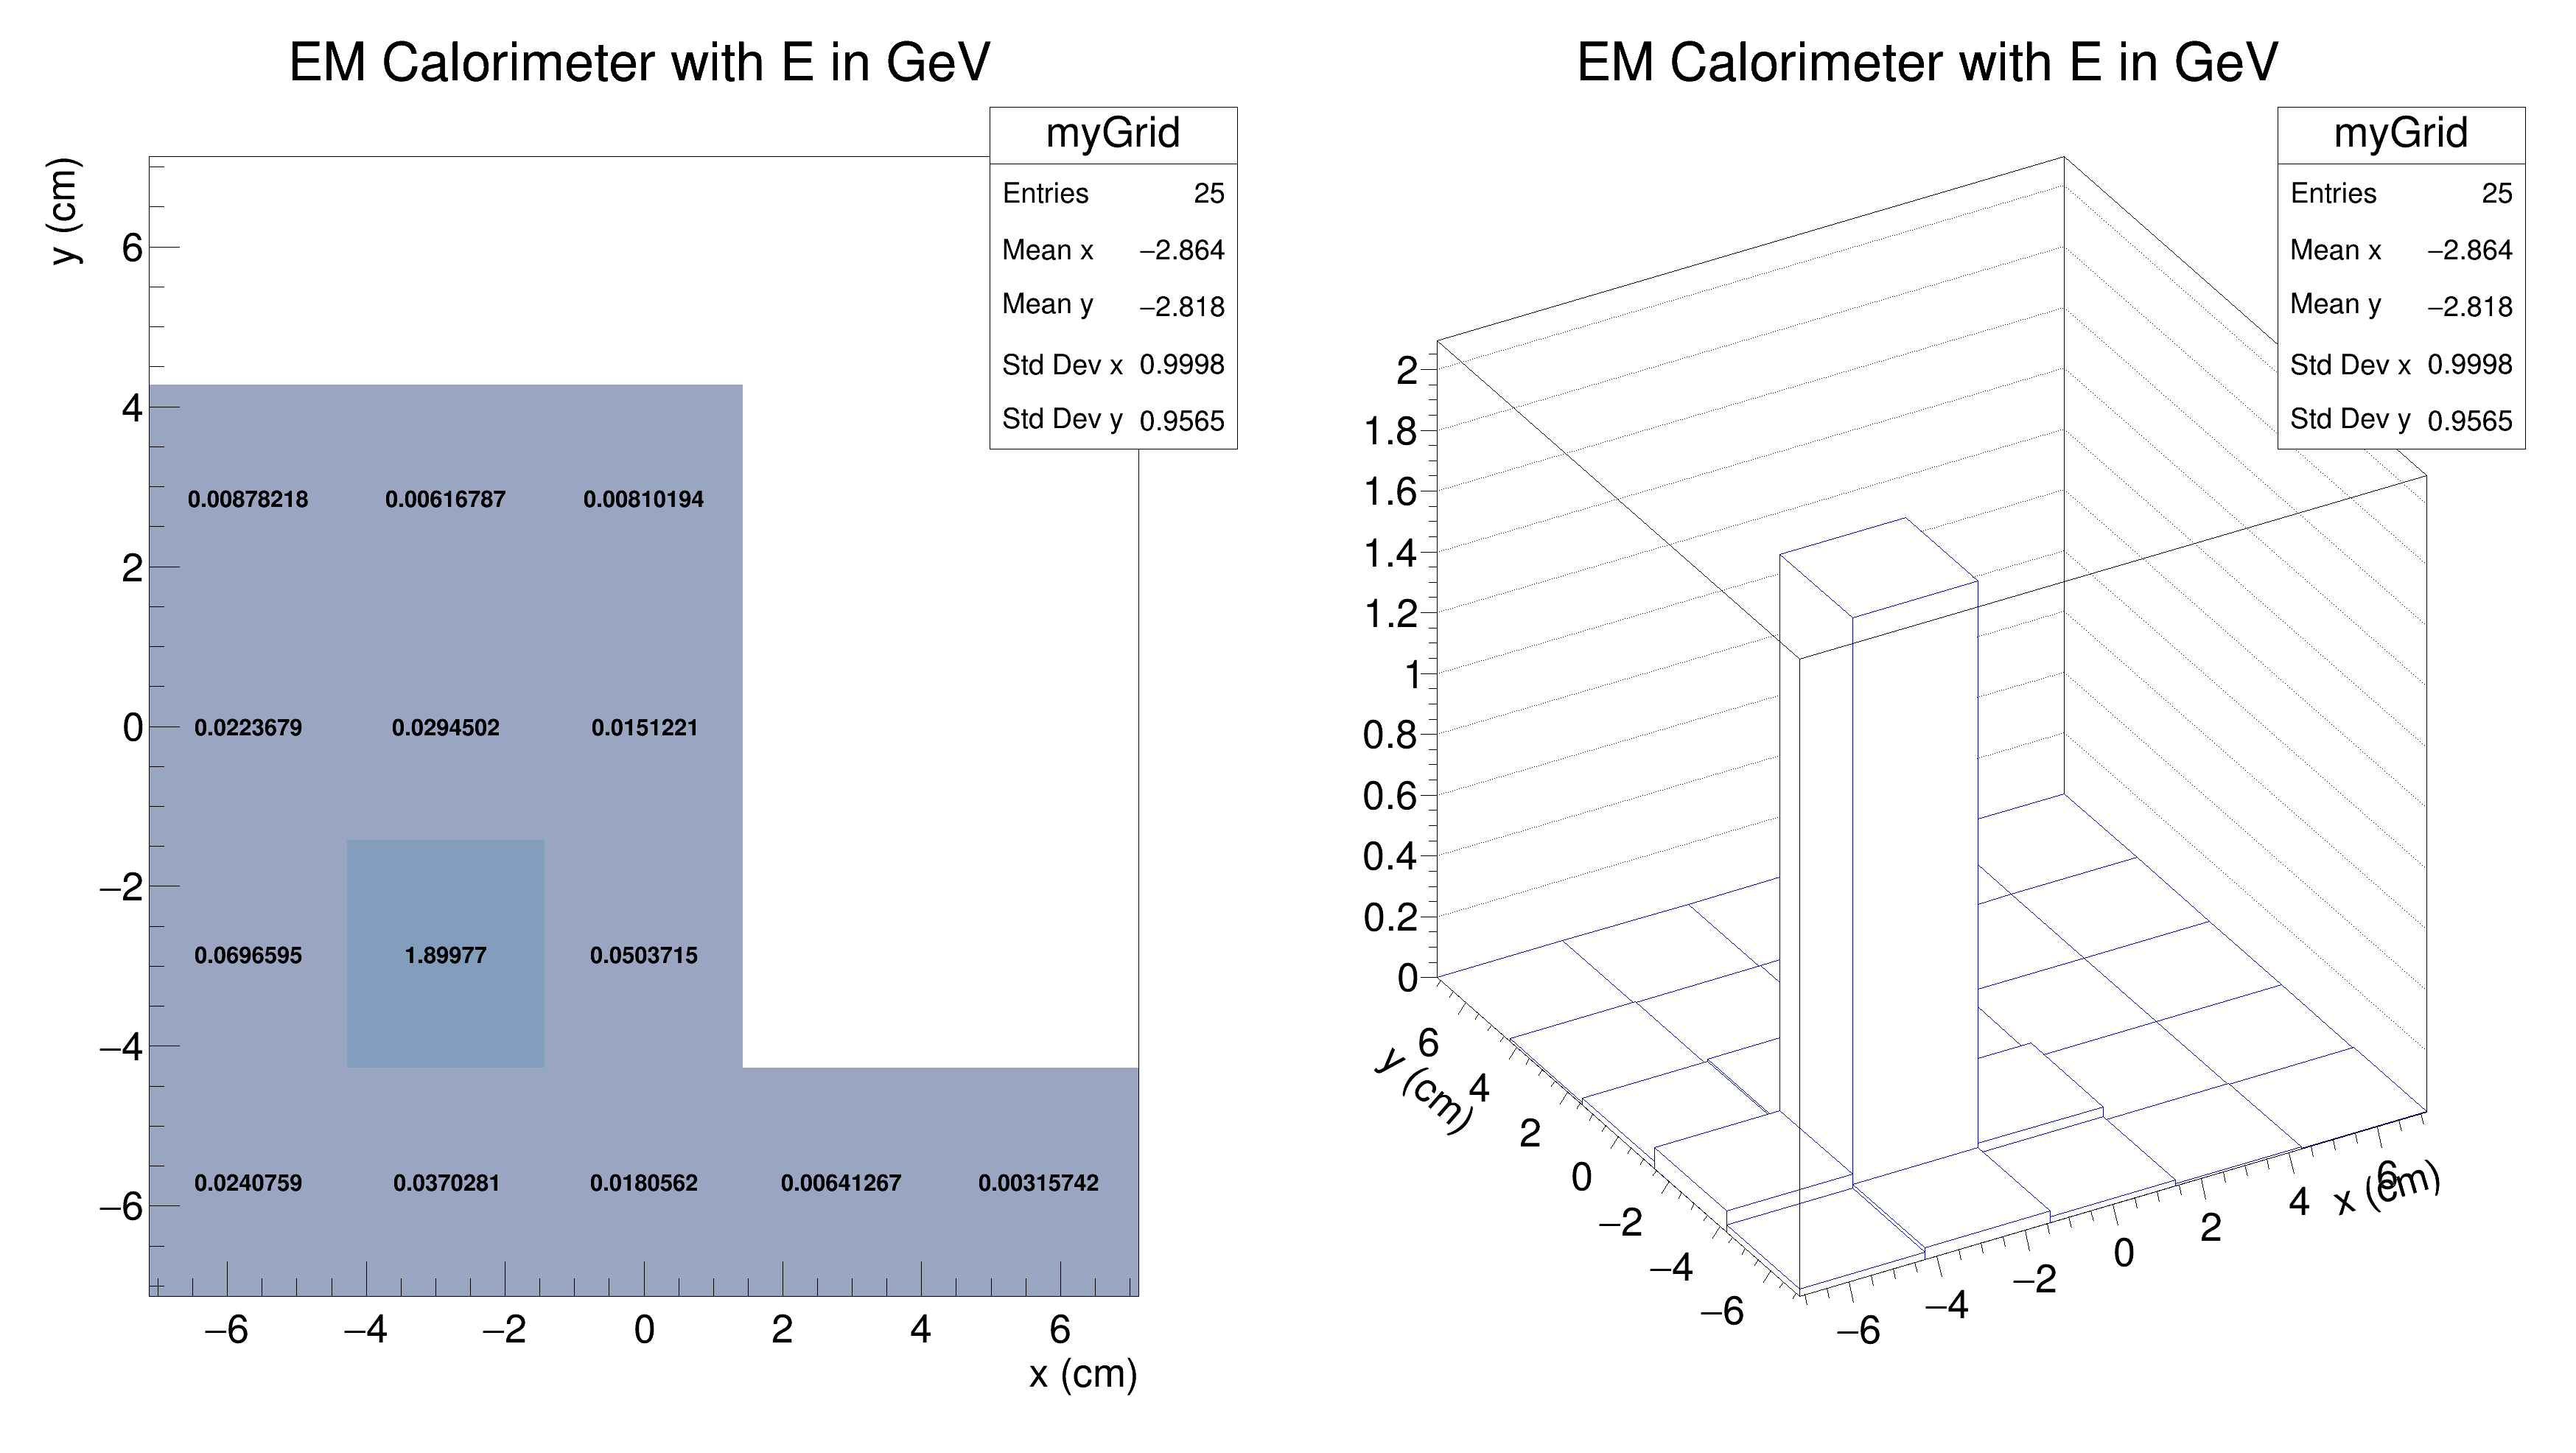 EM Calorimeter with E in GeV
myGrid
Entries 25
Mean x −2.864
Mean y −2.818
Std Dev x 0.9998
Std Dev y 0.9565
y (cm)
6
4
0.00878218 0.00616787 0.00810194
2
0
0.0223679 0.0294502 0.0151221
−2
0.0696595 1.89977 0.0503715
−4
0.0240759 0.0370281 0.0180562 0.00641267 0.00315742
−6
−6 −4 −2 0 2 4 6
x (cm)
EM Calorimeter with E in GeV
myGrid
Entries 25
Mean x −2.864
Mean y −2.818
Std Dev x 0.9998
Std Dev y 0.9565
2
1.8
1.6
1.4
1.2
1
0.8
0.6
0.4
0.2
0
y (cm)
6
4
2
0
−2
−4
−6
−6 −4 −2 0 2 4 6
x (cm)